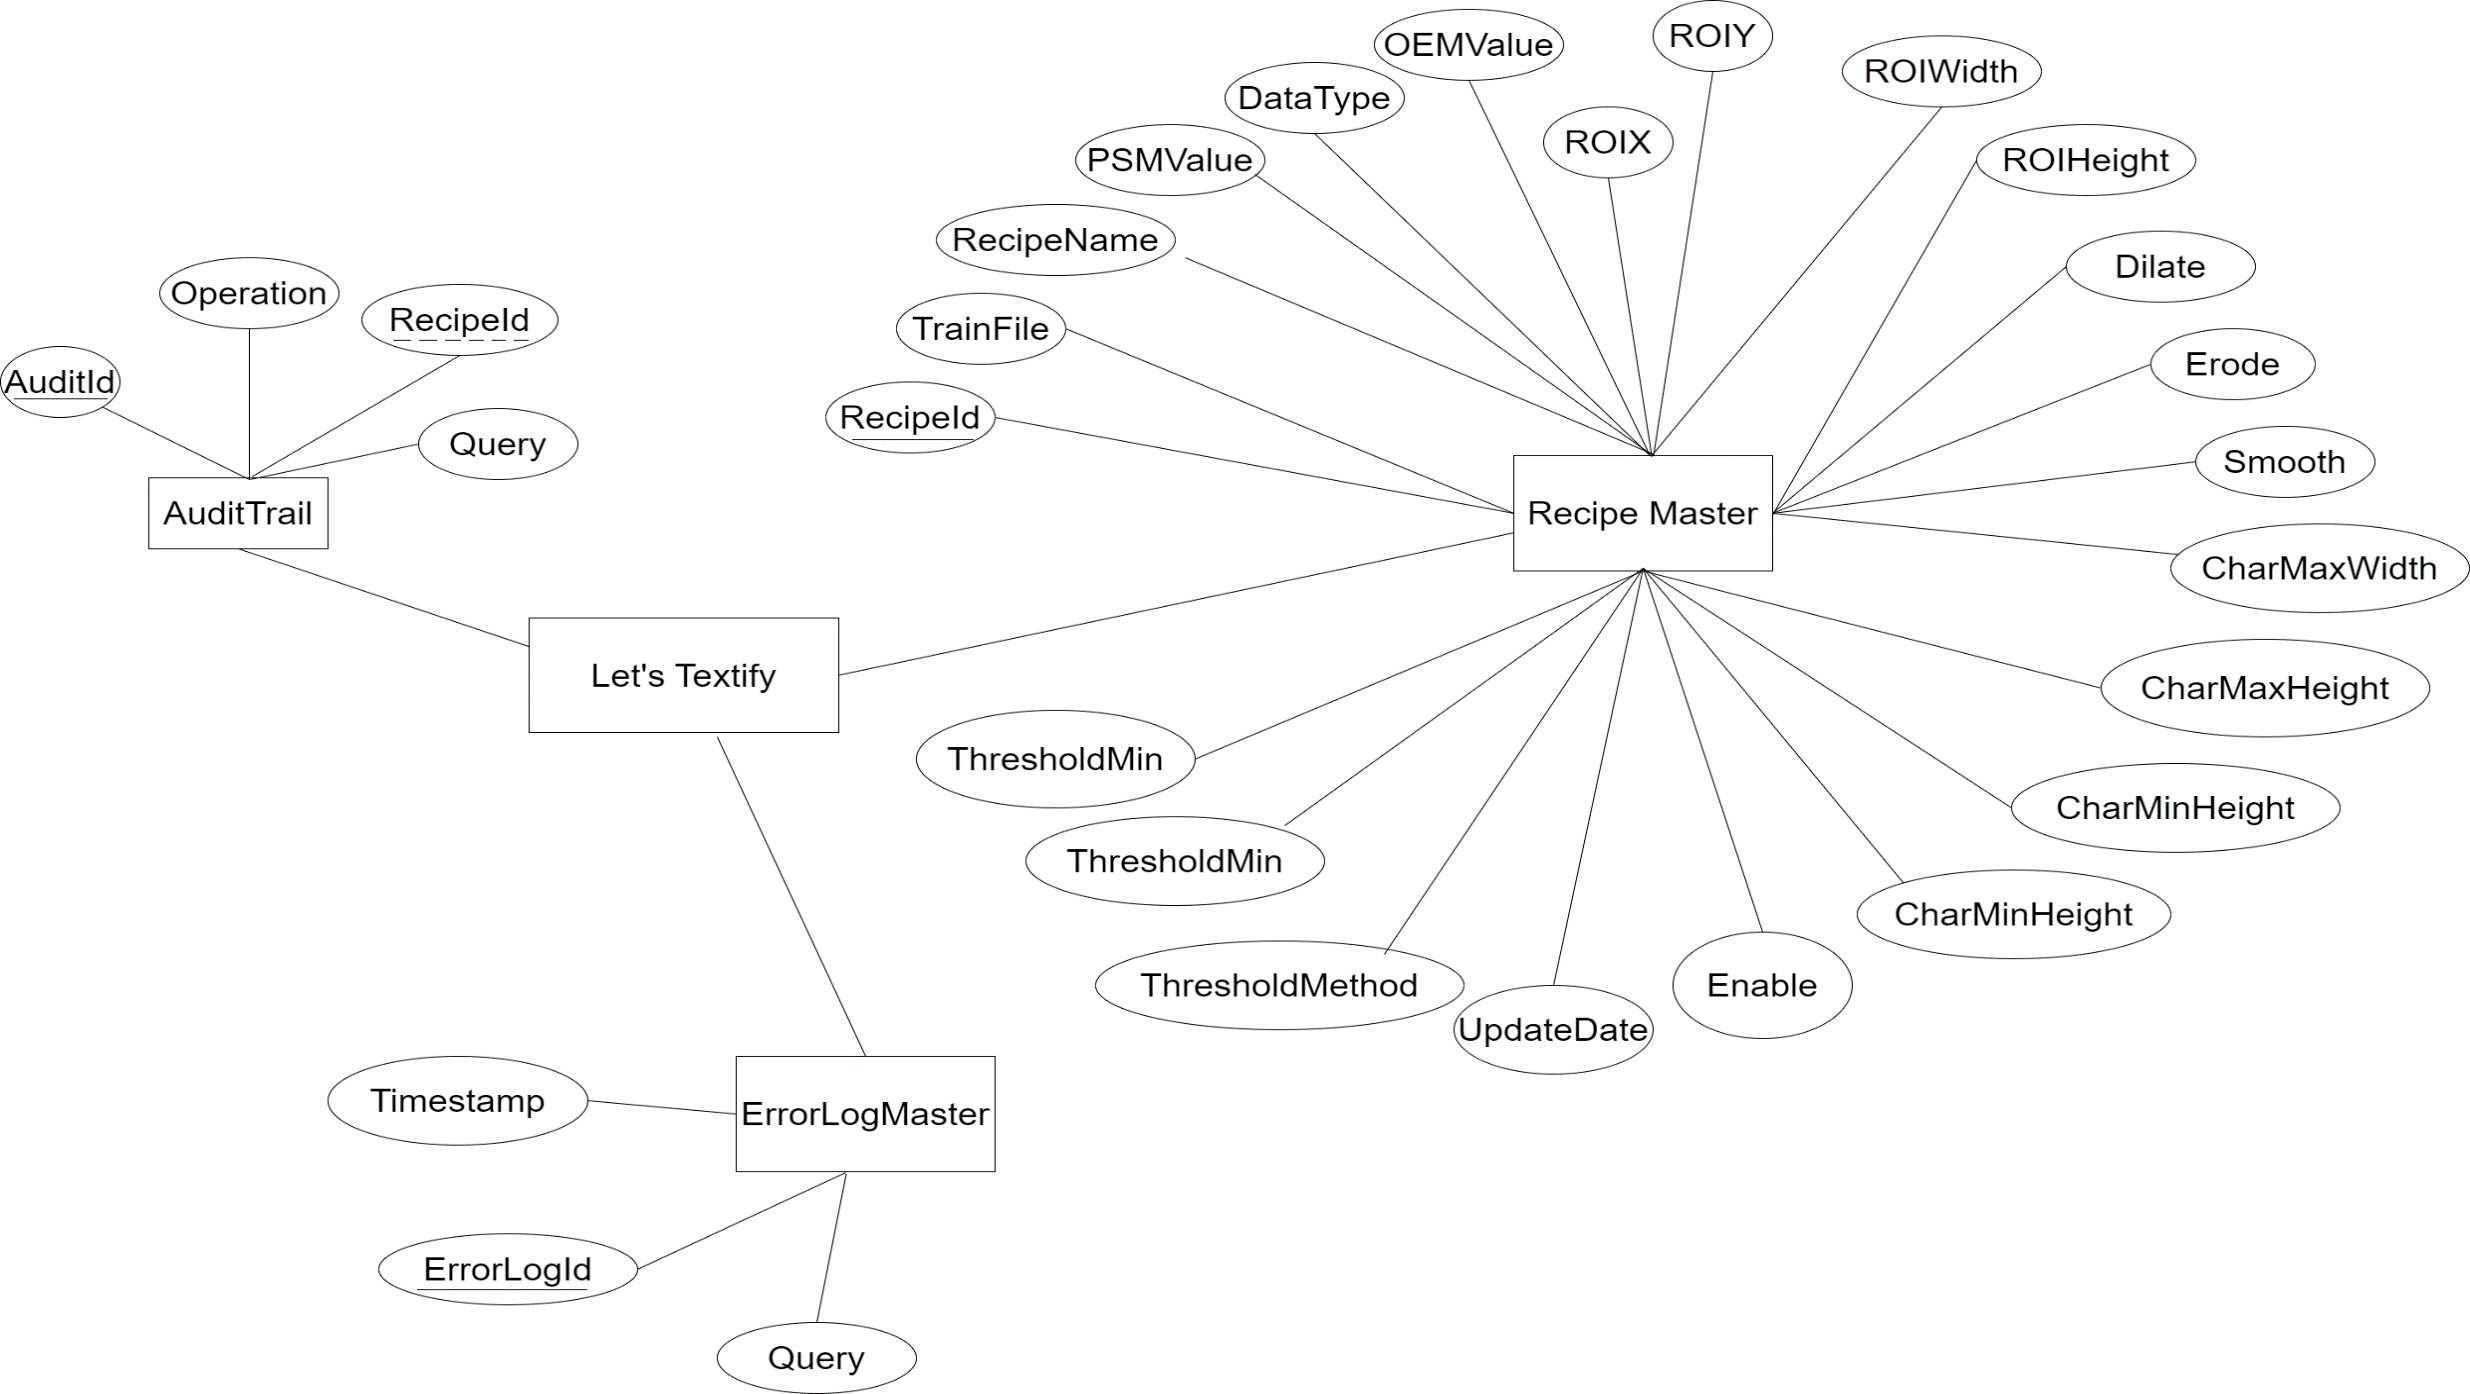 OEMValue
ROIY
ROIWidth
DataType
ROIX
PSMValue
ROIHeight
RecipeName
Dilate
Operation
RecipeId
TrainFile
Erode
AuditId
RecipeId
Query
Smooth
AuditTrail
Recipe Master
CharMaxWidth
Let's Textify
CharMaxHeight
ThresholdMin
CharMinHeight
ThresholdMin
CharMinHeight
ThresholdMethod
Enable
UpdateDate
Timestamp
ErrorLogMaster
ErrorLogId
Query